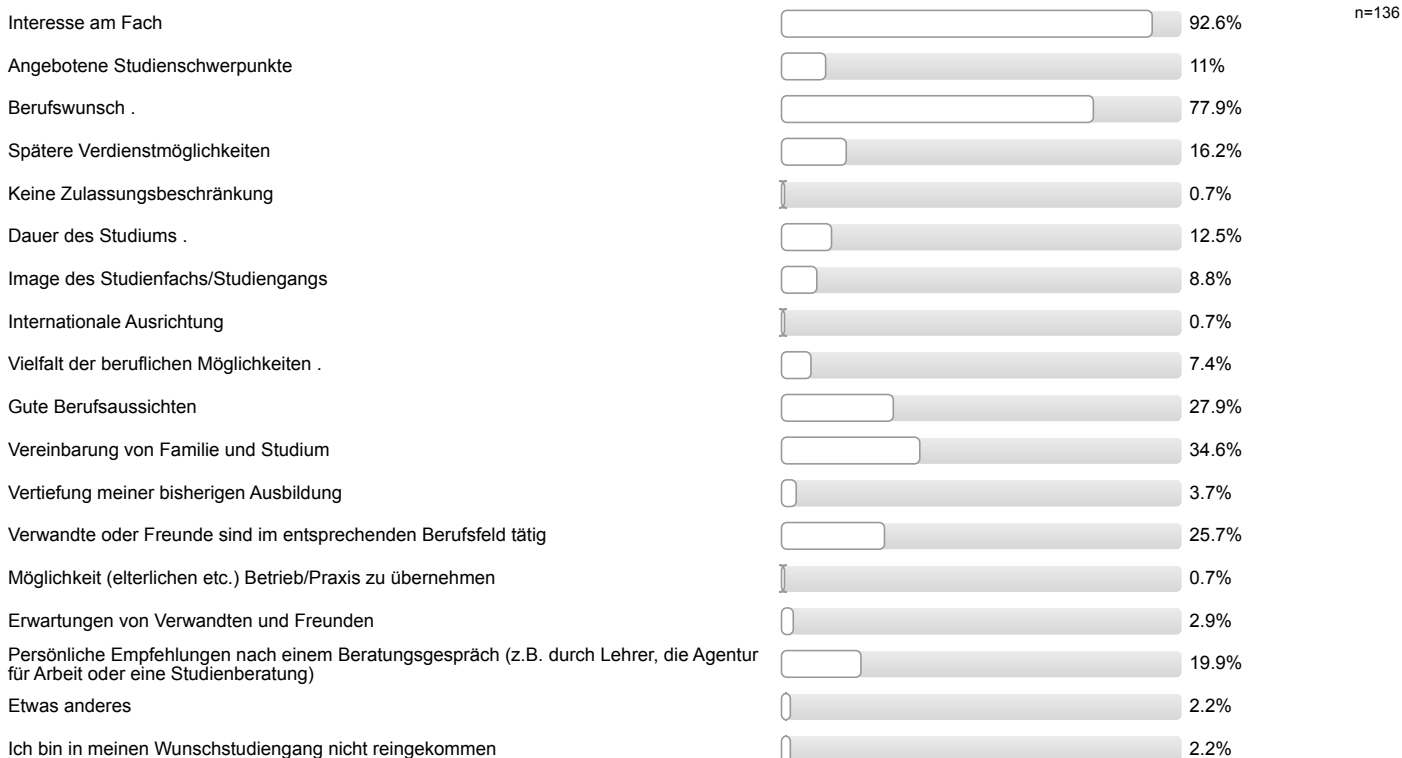 Interesse am Fach 92.6% n=136
Angebotene Studienschwerpunkte 11%
Berufswunsch . 77.9%
Spätere Verdienstmöglichkeiten 16.2%
Keine Zulassungsbeschränkung 0.7%
Dauer des Studiums . 12.5%
Image des Studienfachs/Studiengangs 8.8%
Internationale Ausrichtung 0.7%
Vielfalt der beruflichen Möglichkeiten . 7.4%
Gute Berufsaussichten 27.9%
Vereinbarung von Familie und Studium 34.6%
Vertiefung meiner bisherigen Ausbildung 3.7%
Verwandte oder Freunde sind im entsprechenden Berufsfeld tätig 25.7%
Möglichkeit (elterlichen etc.) Betrieb/Praxis zu übernehmen 0.7%
Erwartungen von Verwandten und Freunden 2.9%
Persönliche Empfehlungen nach einem Beratungsgespräch (z.B. durch Lehrer, die Agentur
für Arbeit oder eine Studienberatung) 19.9%
Etwas anderes 2.2%
Ich bin in meinen Wunschstudiengang nicht reingekommen 2.2%